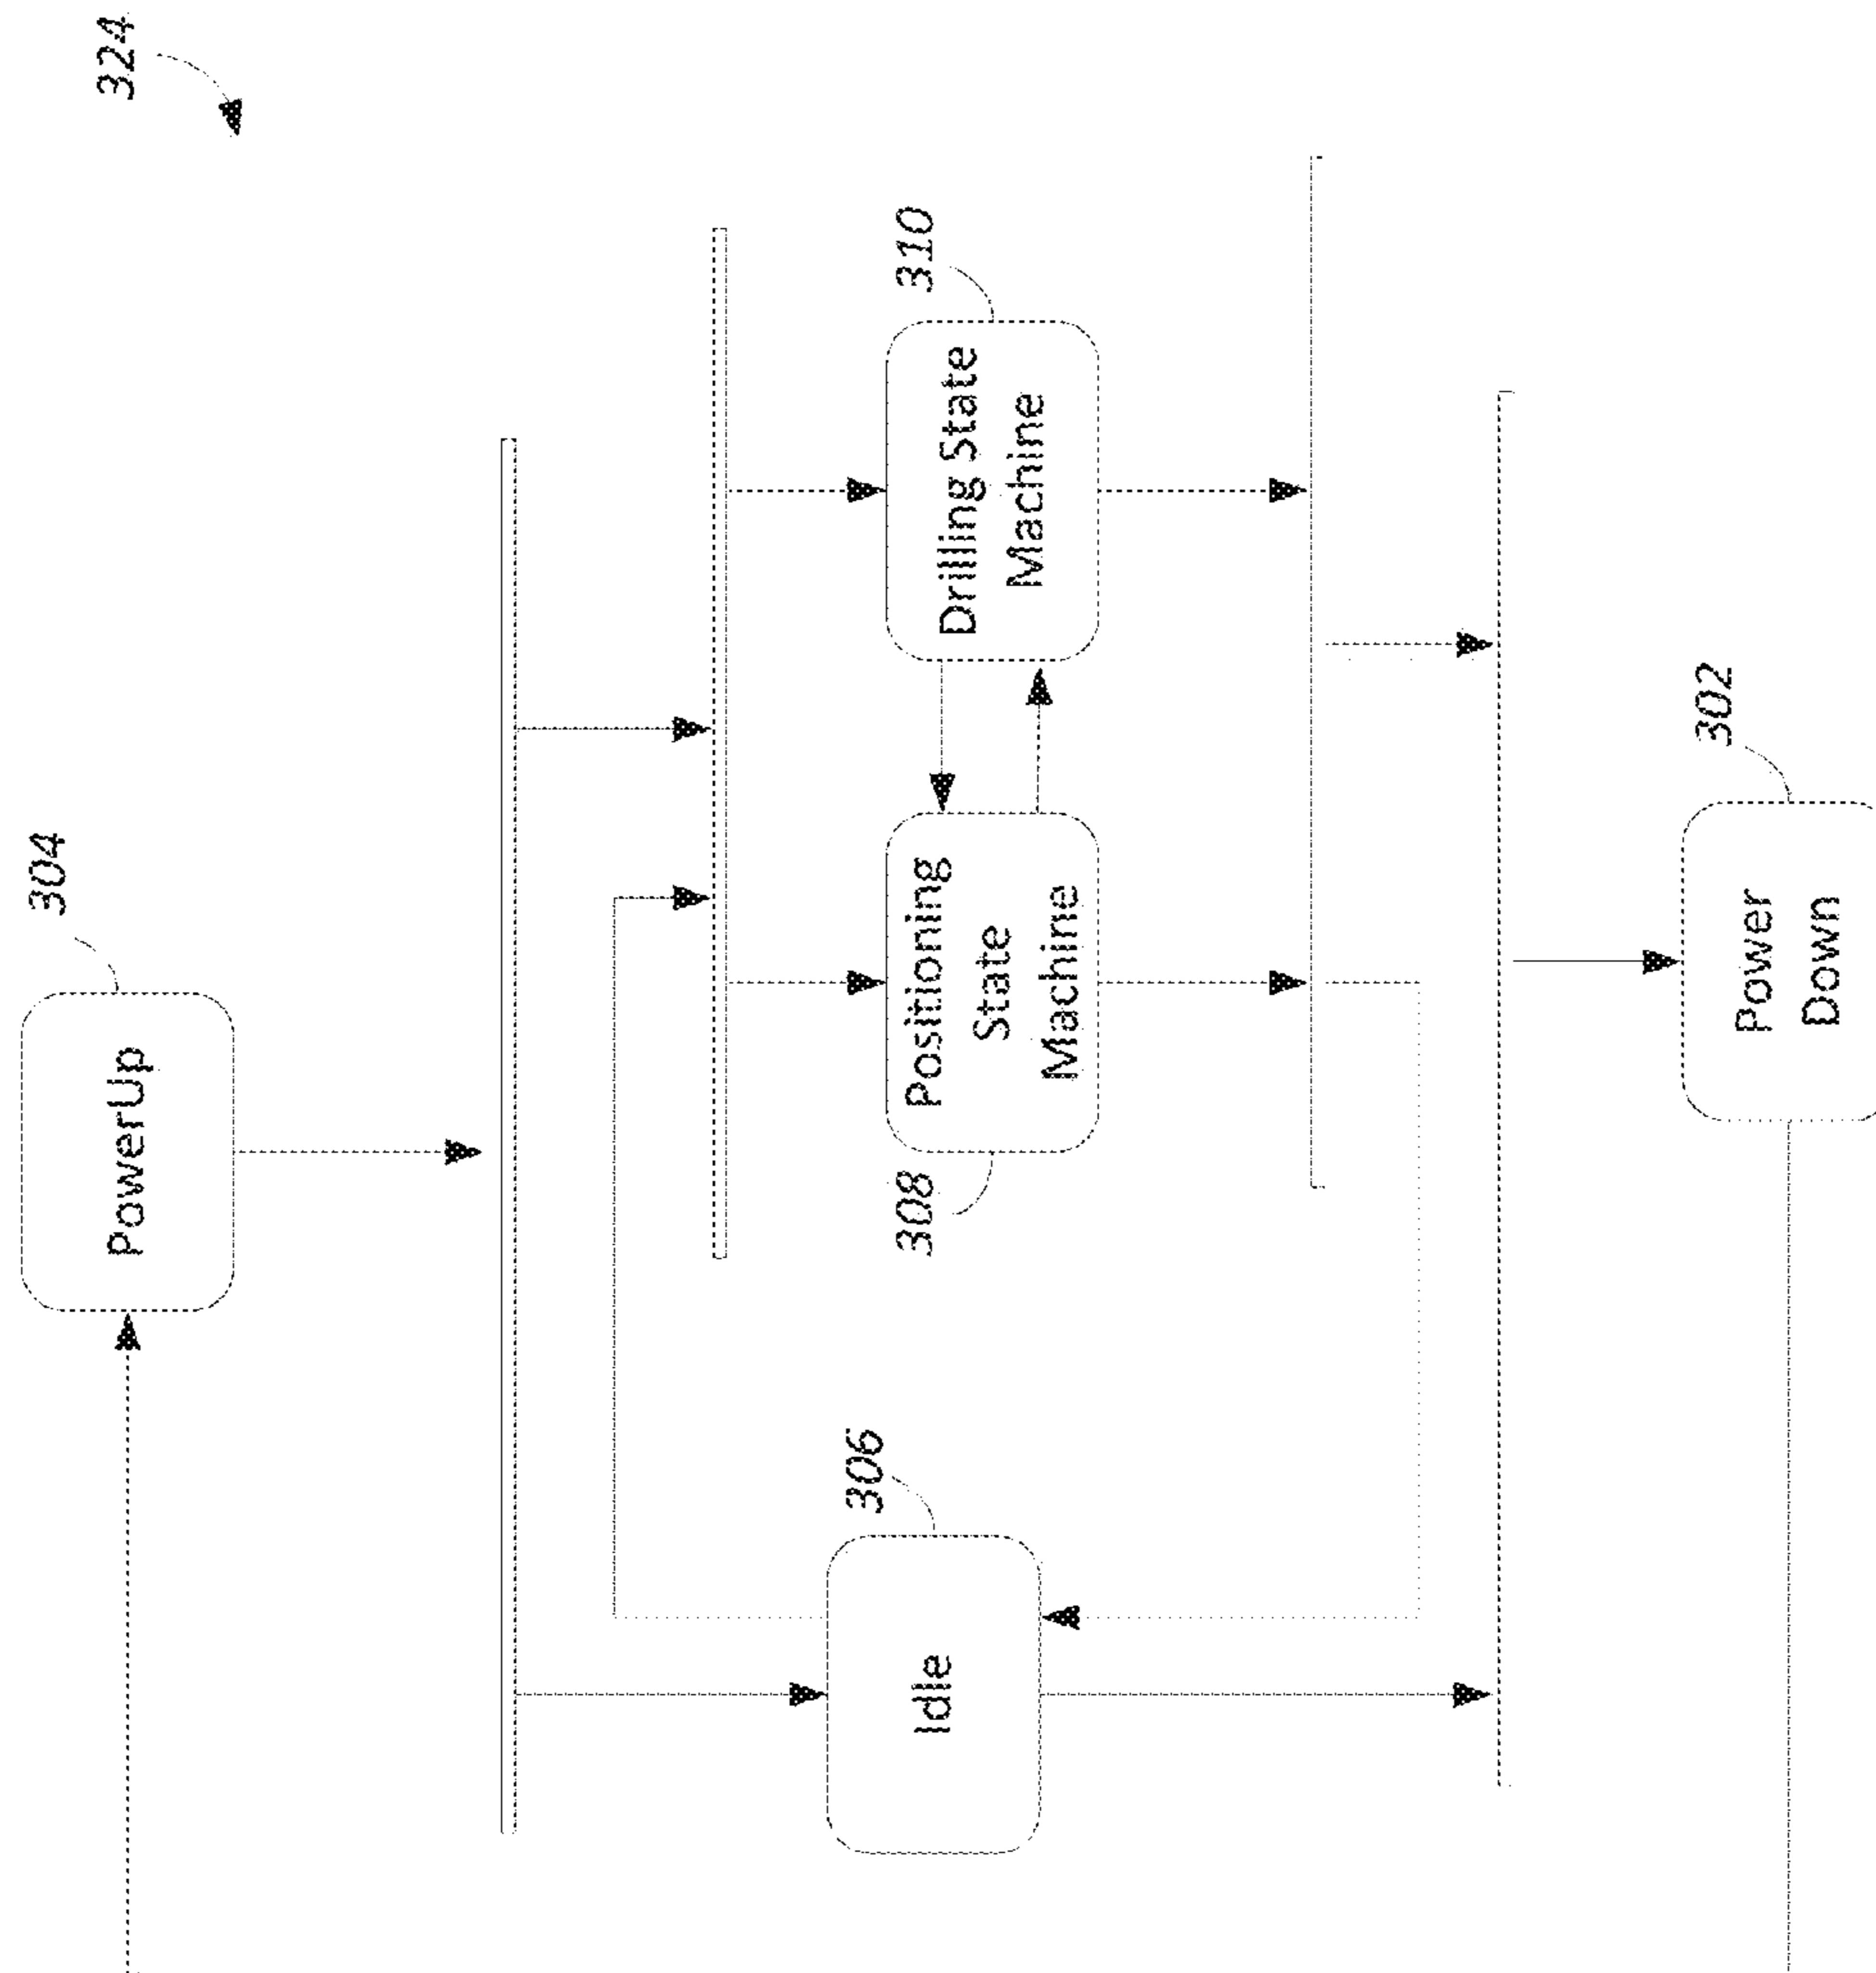 324
304
PowerUp
310
Drilling State
Machine
308
Positioning
State
Machine
306
Idle
302
Power
Down